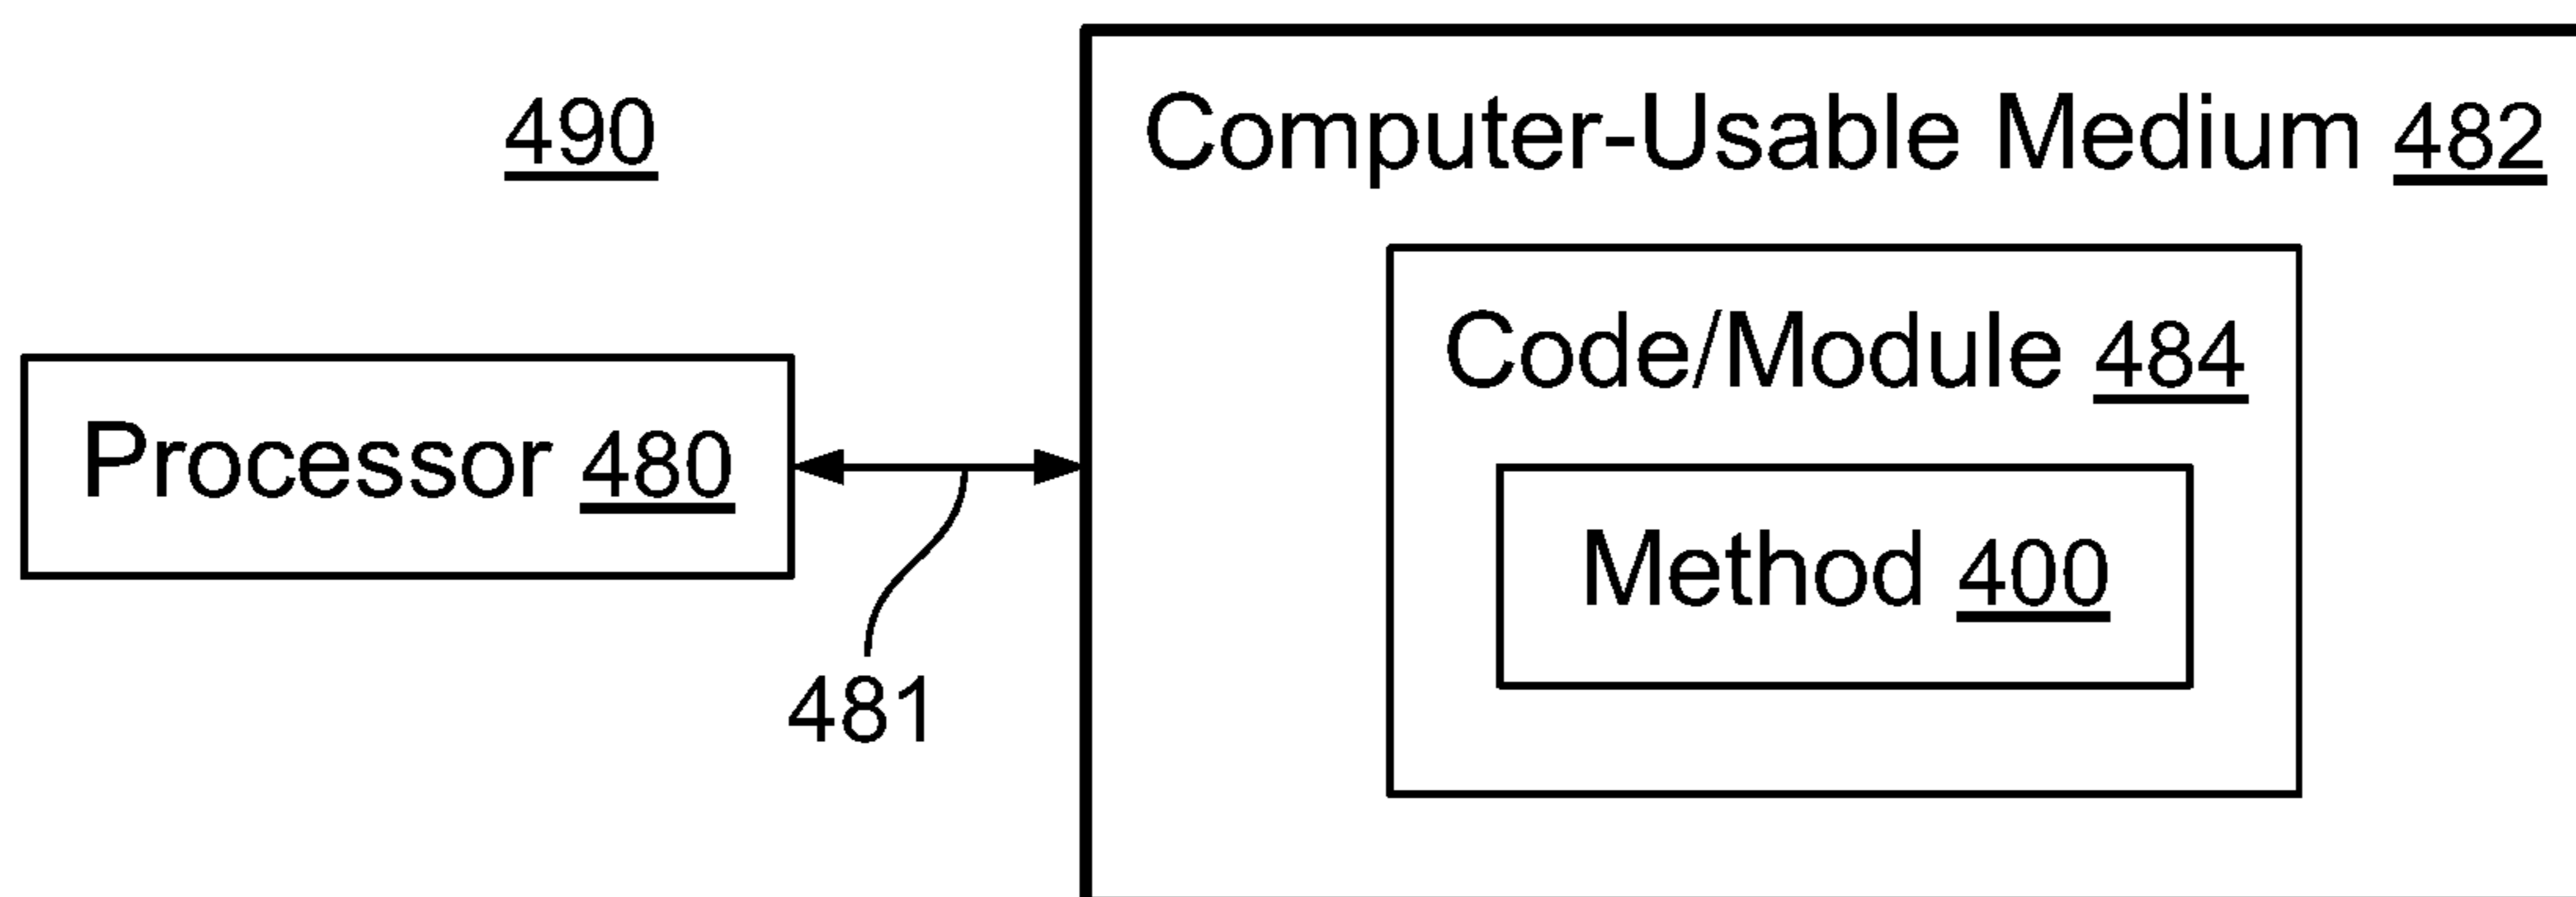 490
Computer-Usable Medium 482
Code/Module 484
Processor 480
Method 400
481